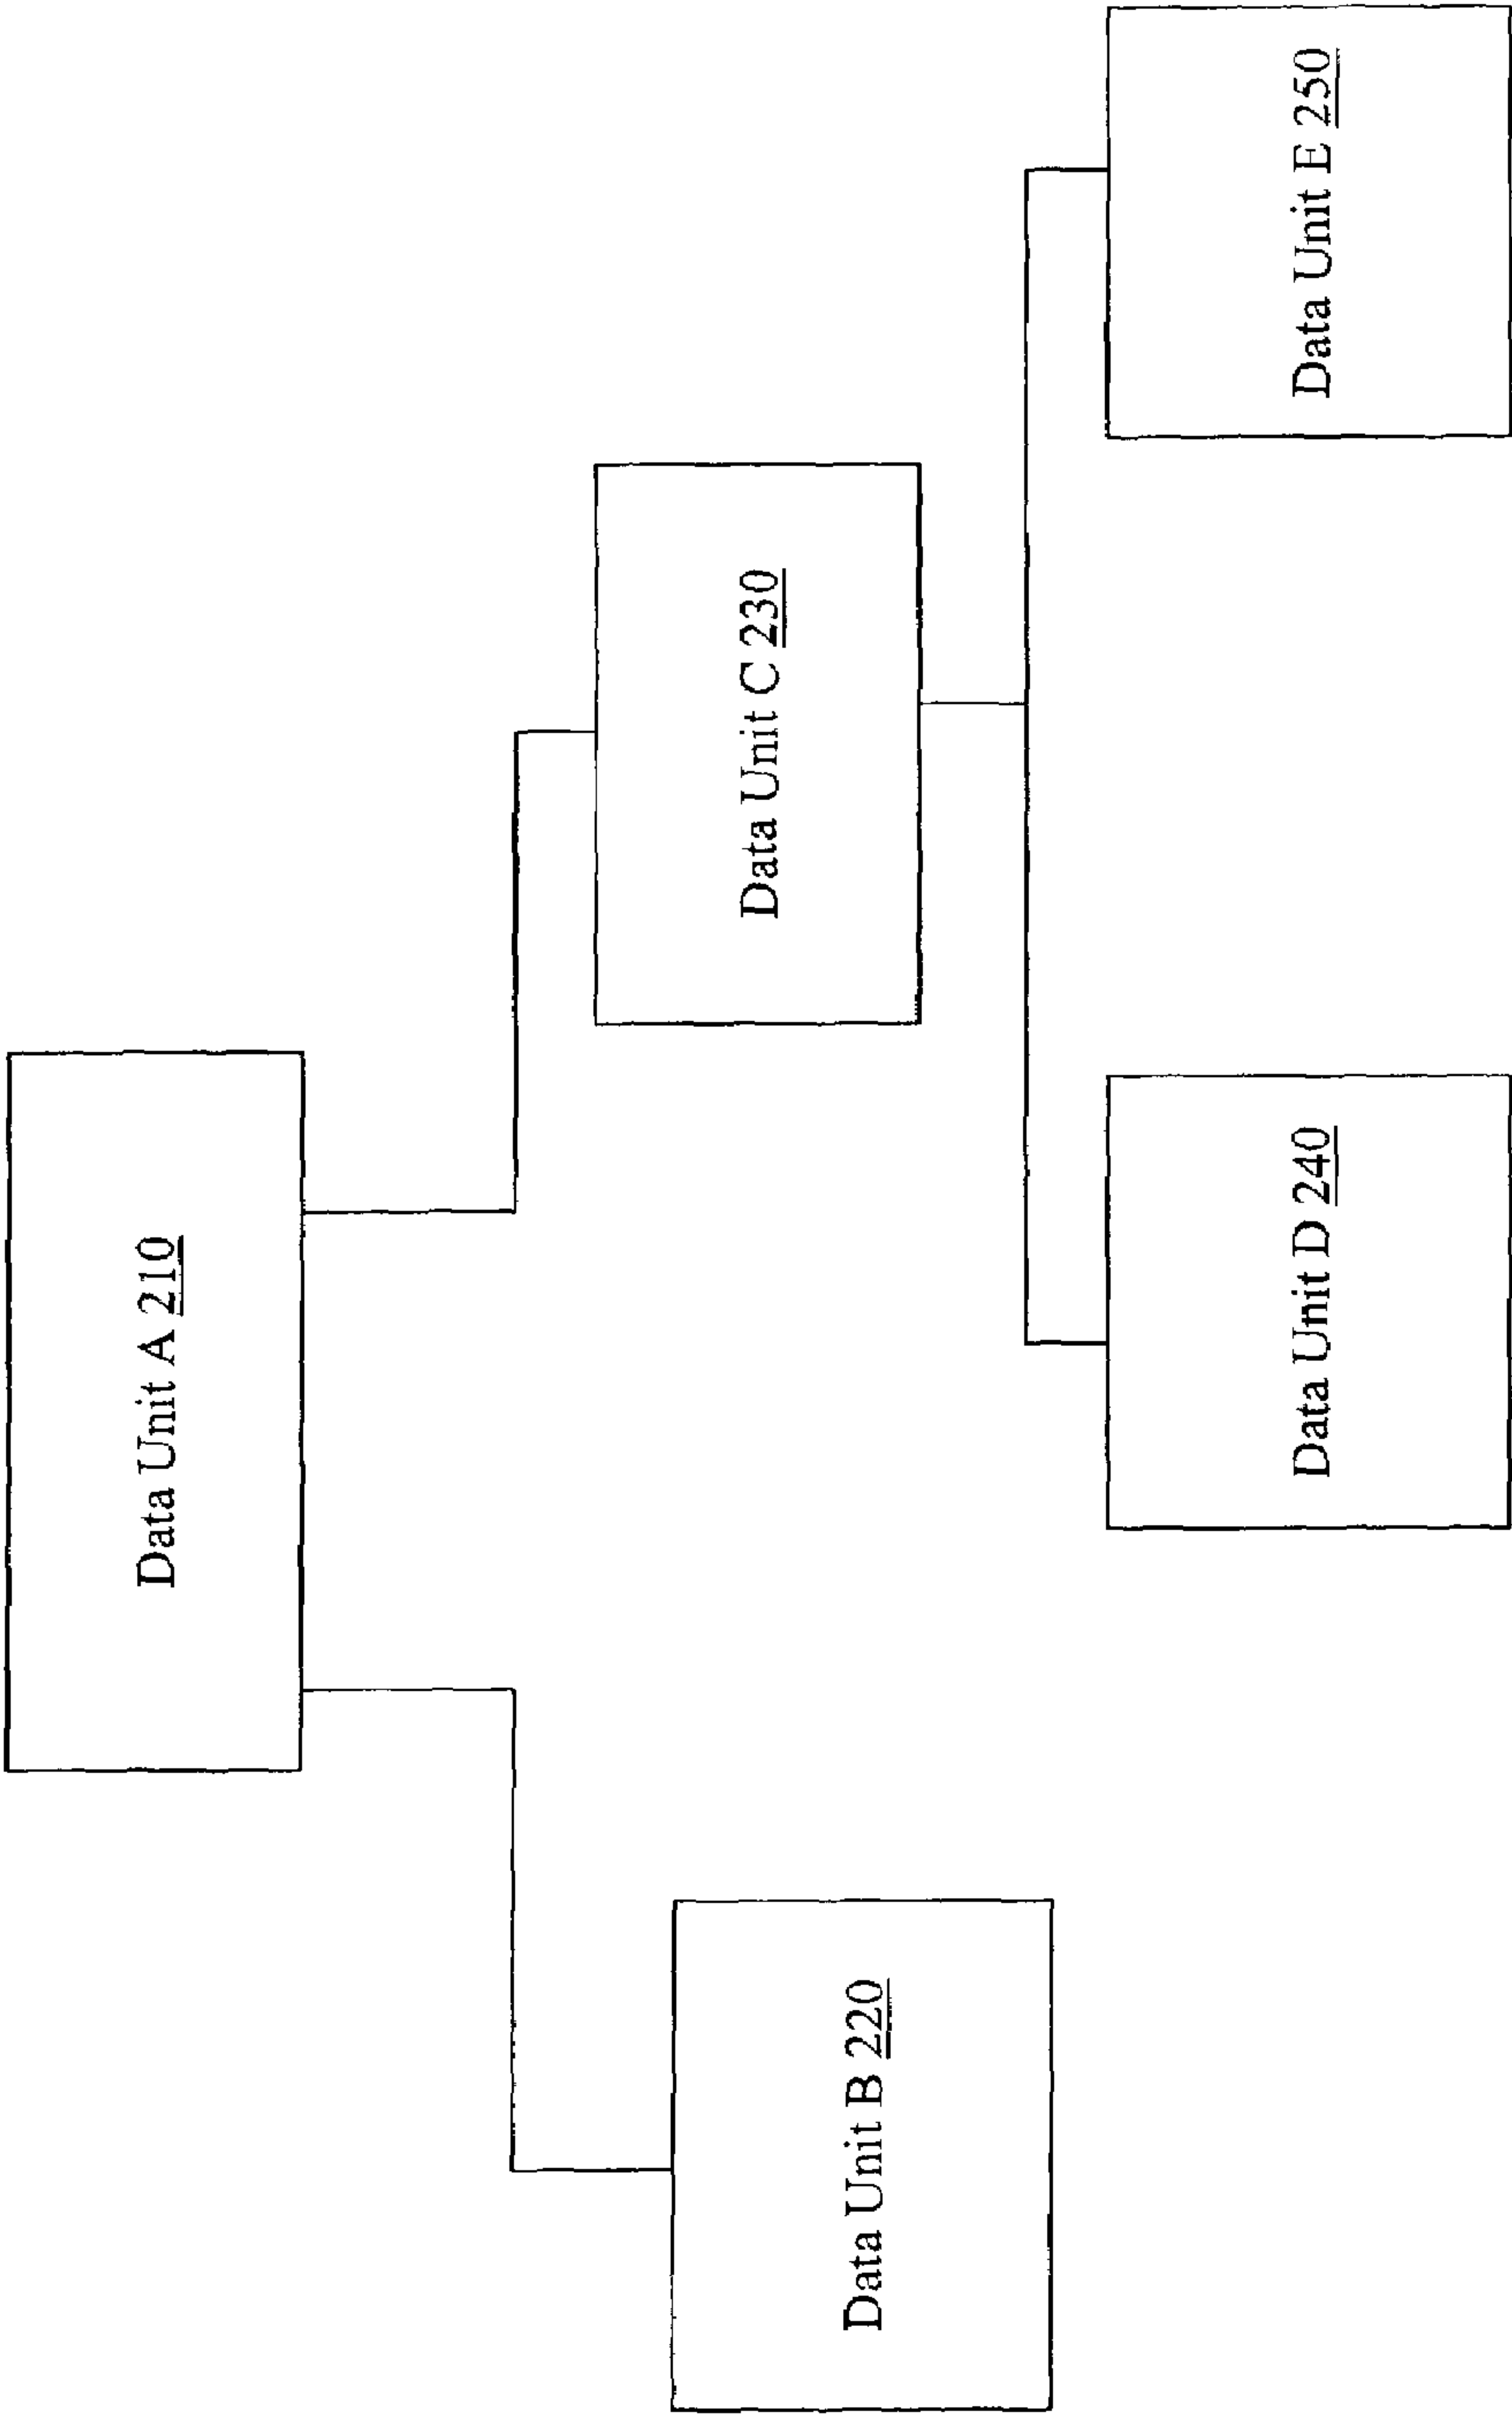 Data Unit A 210
Data Unit B 220
Data Unit C 230
Data Unit D 240
Data Unit E 250